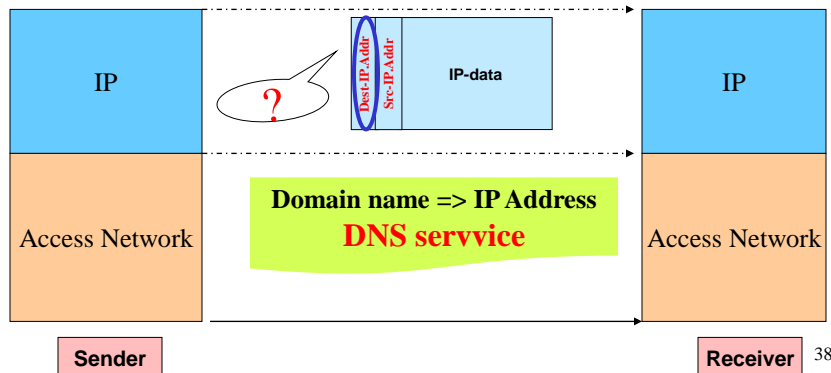 IP
?
Dest-IP.Addr
Src-IP.Addr
IP-data
IP
Access Network
Domain name => IP Address
DNS servvice
Access Network
Sender
Receiver
38